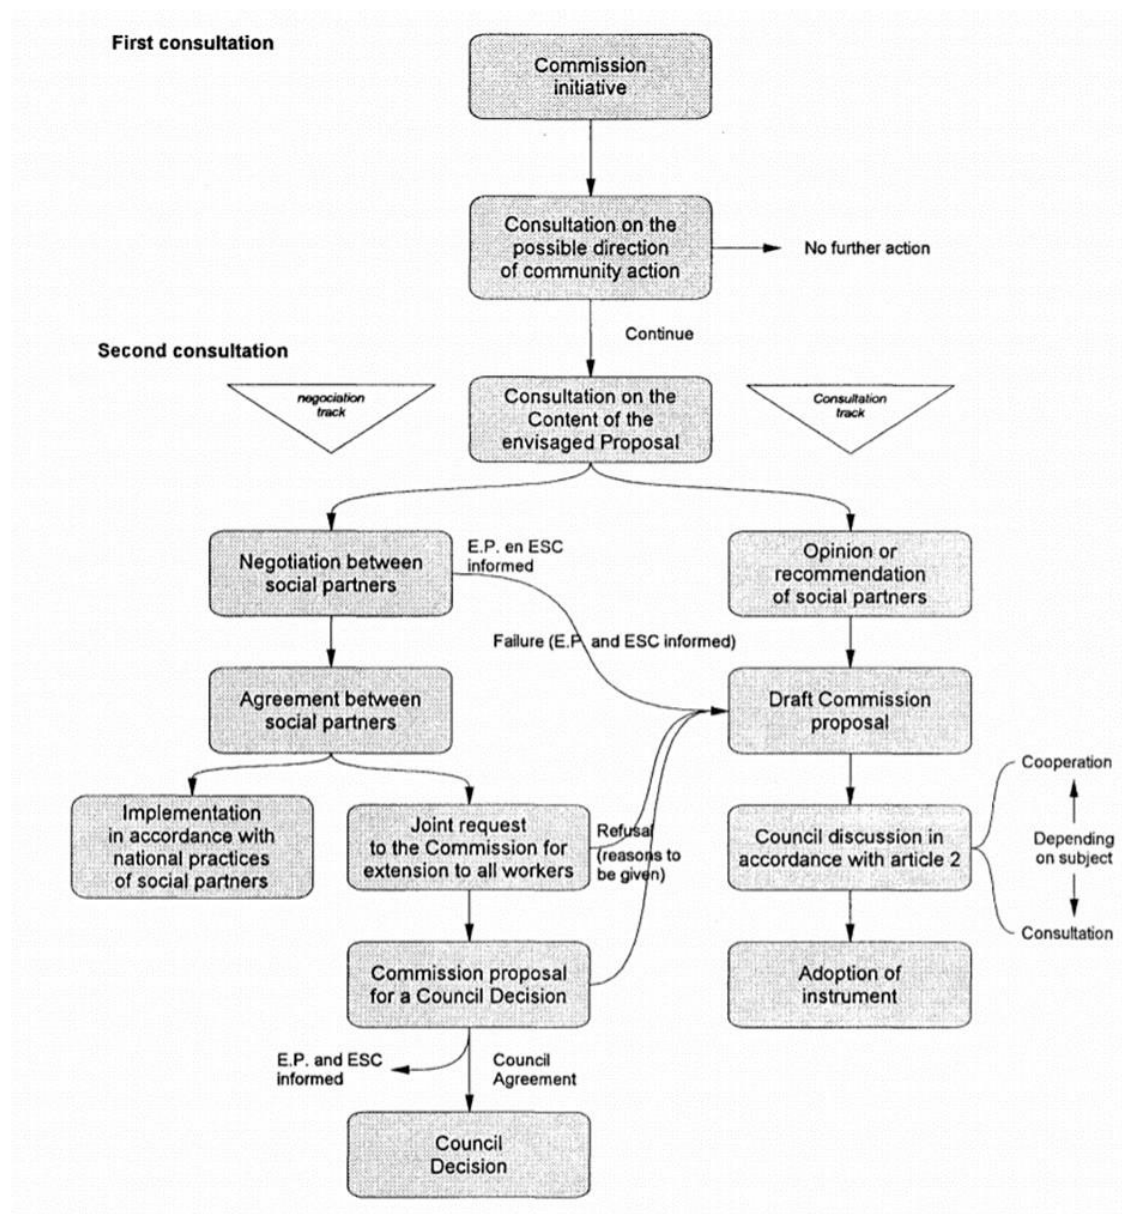 First consultation
Commission
initiative
Consultation on the
possible direction
of community action
No further action
Continue
Second consultation
negociation
track
Consultation on the
Content of the
envisaged Proposal
Consultation
track
Negotiation between
social partners
E.P. en ESC
informed
Opinion or
recommendation
of social partners
Failure (E.P. and ESC informed)
Agreement between
social partners
Draft Commission
proposal
Implementation
in accordance with
national practices
of social partners
Joint request
to the Commission for
extension to all workers
Refusal
(reasons to
be given)
Council discussion in
accordance with article 2
Cooperation
Depending
on subject
Consultation
Commission proposal
for a Council Decision
Adoption of
instrument
E.P. and ESC
informed
Council
Agreement
Council
Decision